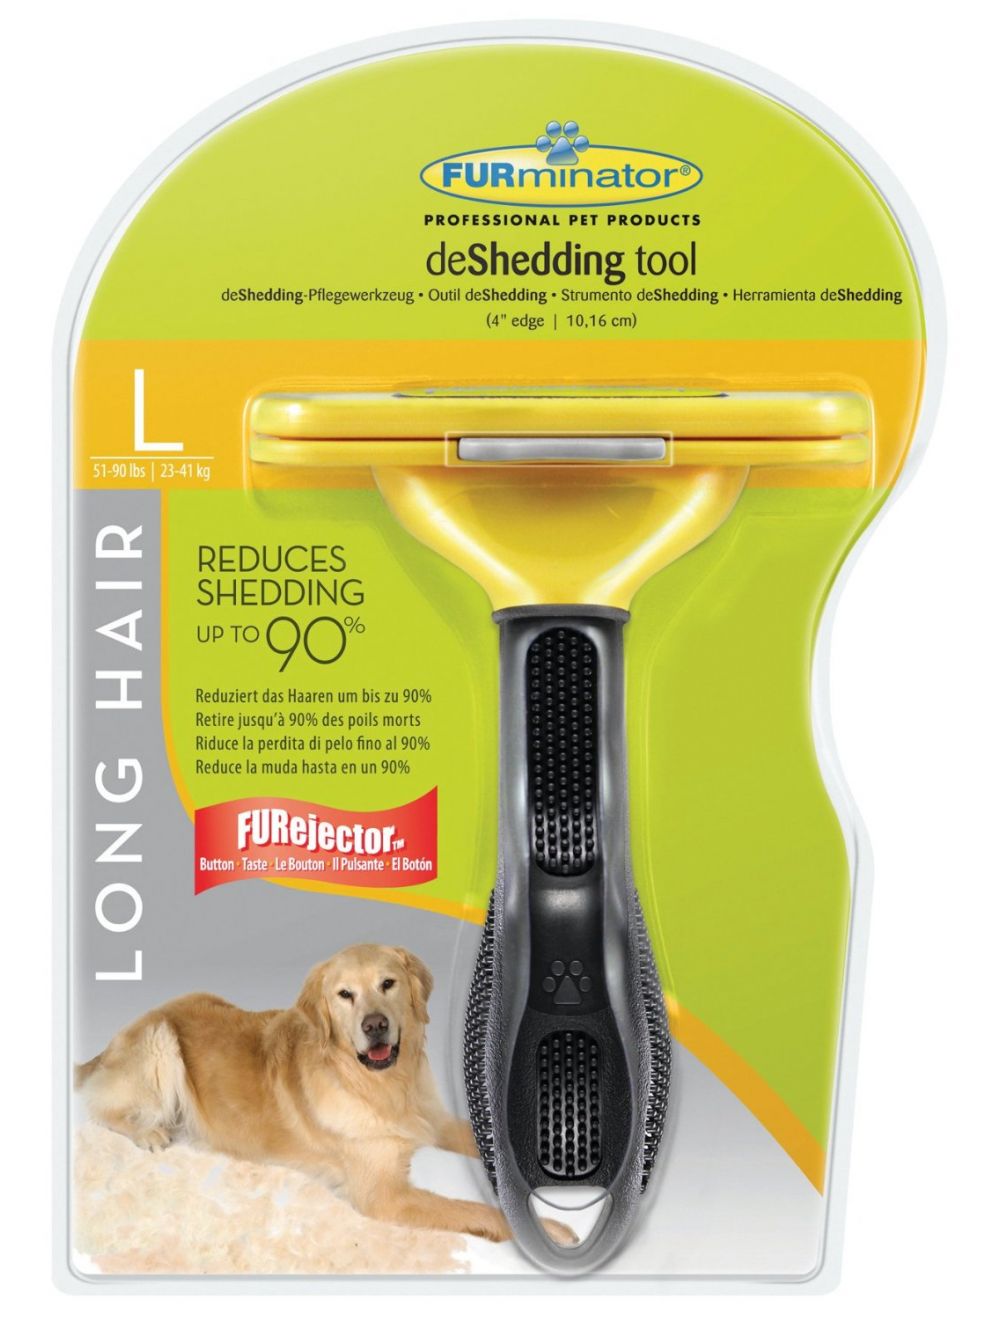 FURminator®
PROFESSIONAL PET PRODUCTS
deShedding tool
deShedding-Pflegewerkzeug • Outil deShedding • Strumento deShedding • Herramienta deShedding
(4" edge | 10,16 cm)
L
51-90 lbs | 23-41 kg
LONG HAIR
REDUCES
SHEDDING
UP TO 90%
Reduziert das Haaren um bis zu 90%
Retire jusqu'à 90% des poils morts
Riduce la perdita di pelo fino al 90%
Reduce la muda hasta en un 90%
FURejector™
Button • Taste • Le Bouton • Il Pulsante • El Botón